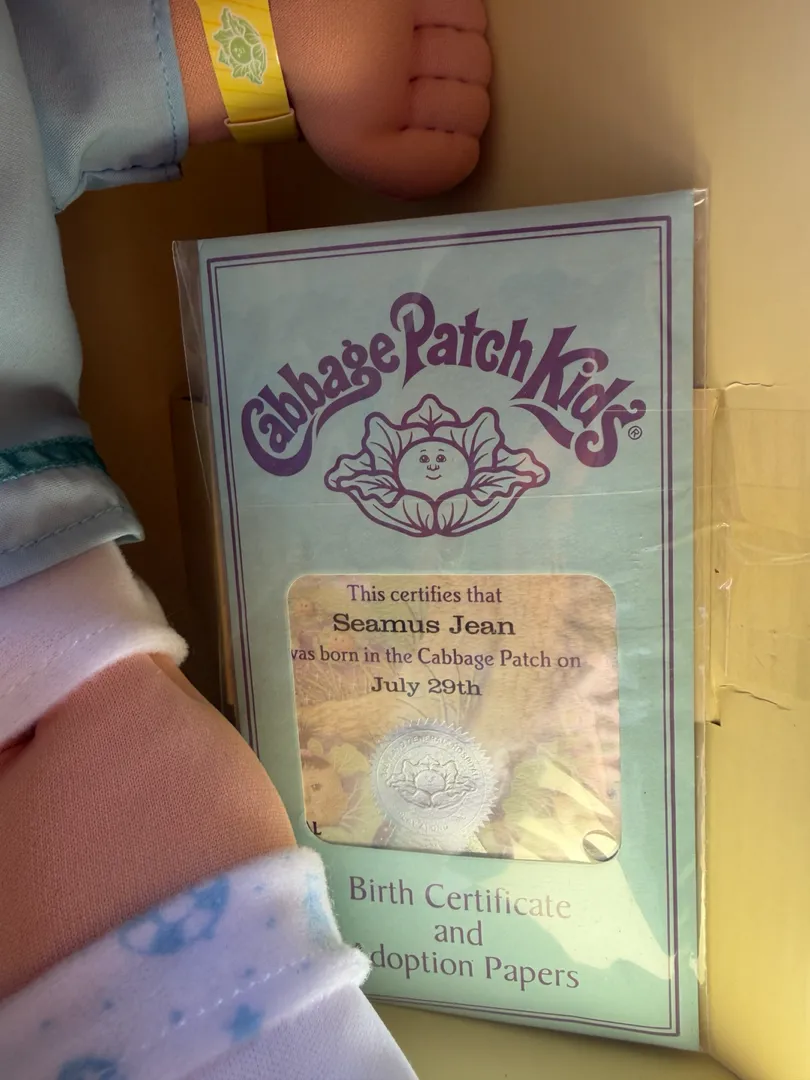 Cabbage Patch Kids®
This certifies that
Seamus Jean
was born in the Cabbage Patch on
July 29th
Birth Certificate
and
Adoption Papers